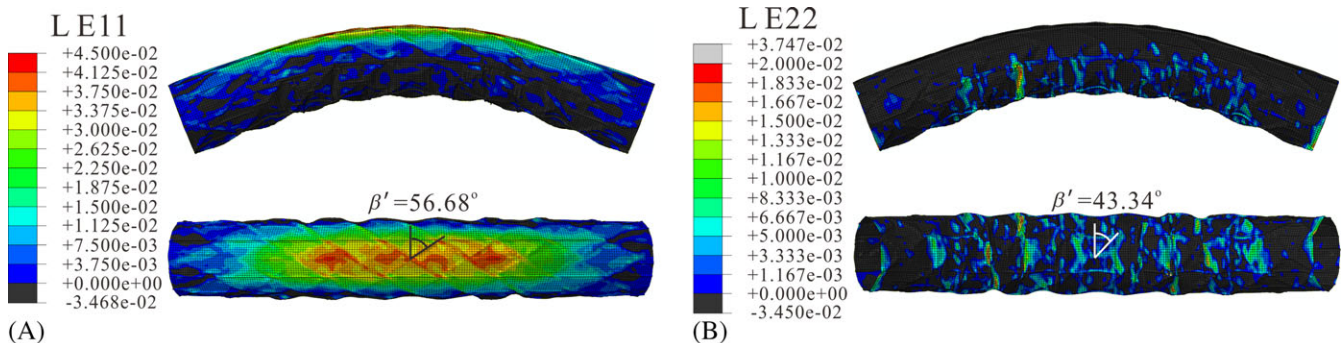 L E11
+4.500e-02
+4.125e-02
+3.750e-02
+3.375e-02
+3.000e-02
+2.625e-02
+2.250e-02
+1.875e-02
+1.500e-02
+1.125e-02
+7.500e-03
+3.750e-03
+0.000e+00
-3.468e-02
β′=56.68°
(A)
L E22
+3.747e-02
+2.000e-02
+1.833e-02
+1.667e-02
+1.500e-02
+1.333e-02
+1.167e-02
+1.000e-02
+8.333e-03
+6.667e-03
+5.000e-03
+3.333e-03
+1.167e-03
+0.000e+00
-3.450e-02
β′=43.34°
(B)